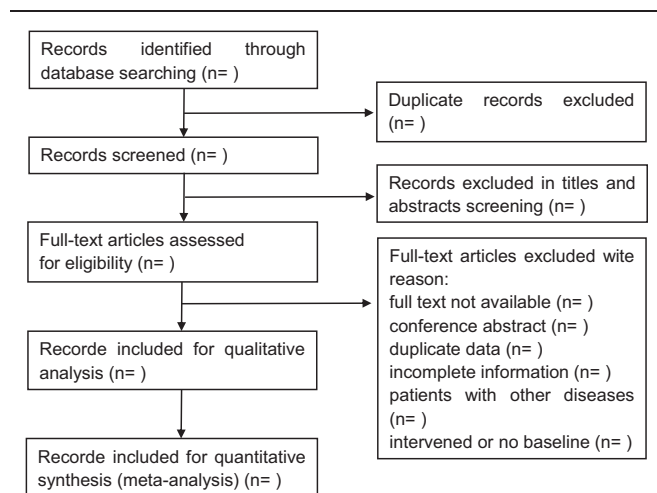 Records identified through
database searching (n= )
Duplicate records excluded
(n= )
Records screened (n= )
Records excluded in titles and
abstracts screening (n= )
Full-text articles assessed
for eligibility (n= )
Full-text articles excluded wite
reason:
full text not available (n= )
conference abstract (n= )
duplicate data (n= )
incomplete information (n= )
patients with other diseases
(n= )
intervened or no baseline (n= )
Recorde included for qualitative
analysis (n= )
Recorde included for quantitative
synthesis (meta-analysis) (n= )